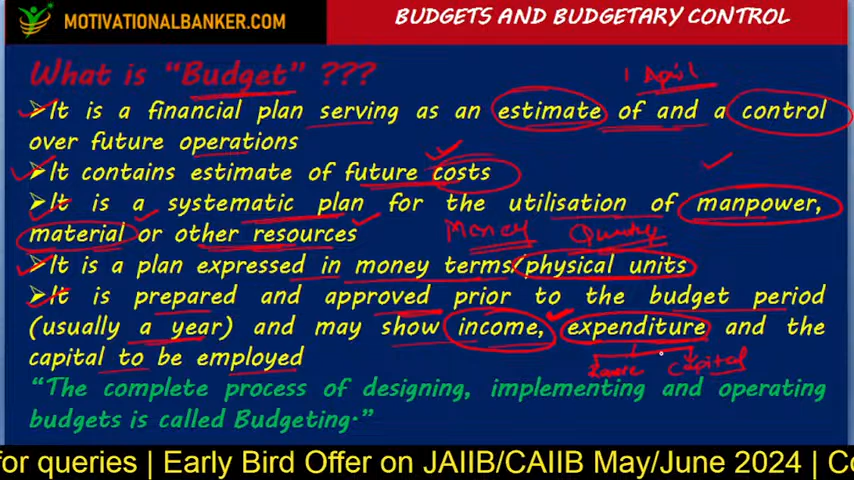 MOTIVATIONALBANKER.COM
BUDGETS AND BUDGETARY CONTROL
What is "Budget" ???
1 April
➢It is a financial plan serving as an estimate of and a control
over future operations
➢It contains estimate of future costs
➢It is a systematic plan for the utilisation of manpower,
material or other resources
Money
➢It is a plan expressed in money terms/physical units
➢It is prepared and approved prior to the budget period
(usually a year) and may show income, expenditure and the
capital to be employed
Capital
"The complete process of designing, implementing and operating
budgets is called Budgeting."
for queries | Early Bird Offer on JAIIB/CAIIB May/June 2024 | Co